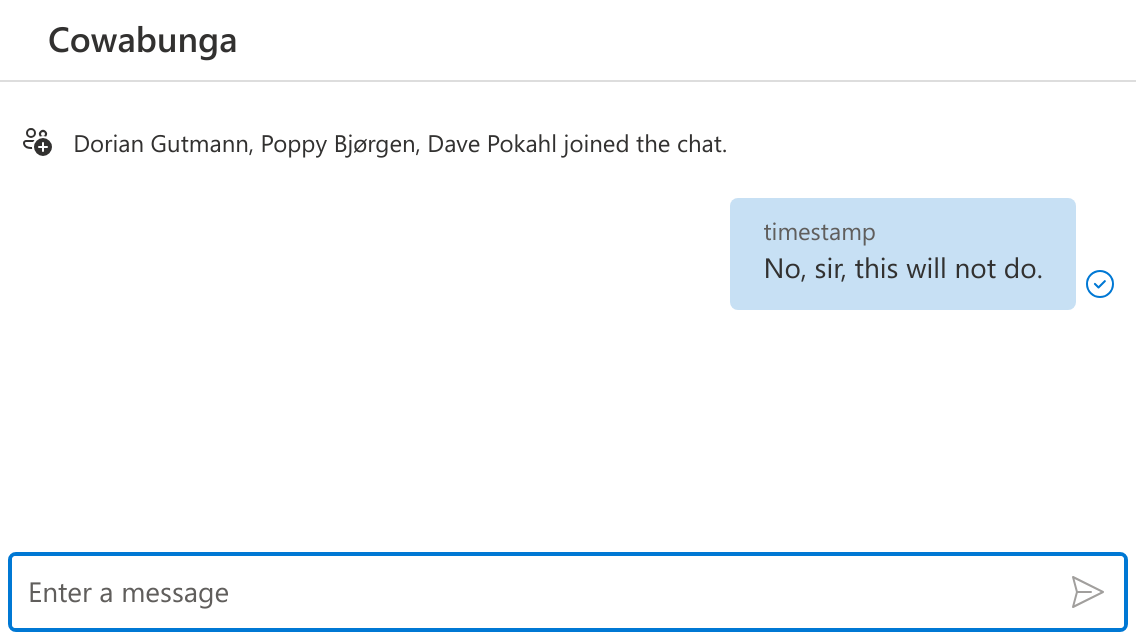 Cowabunga
Dorian Gutmann, Poppy Bjørgen, Dave Pokahl joined the chat.
timestamp
No, sir, this will not do.
Enter a message